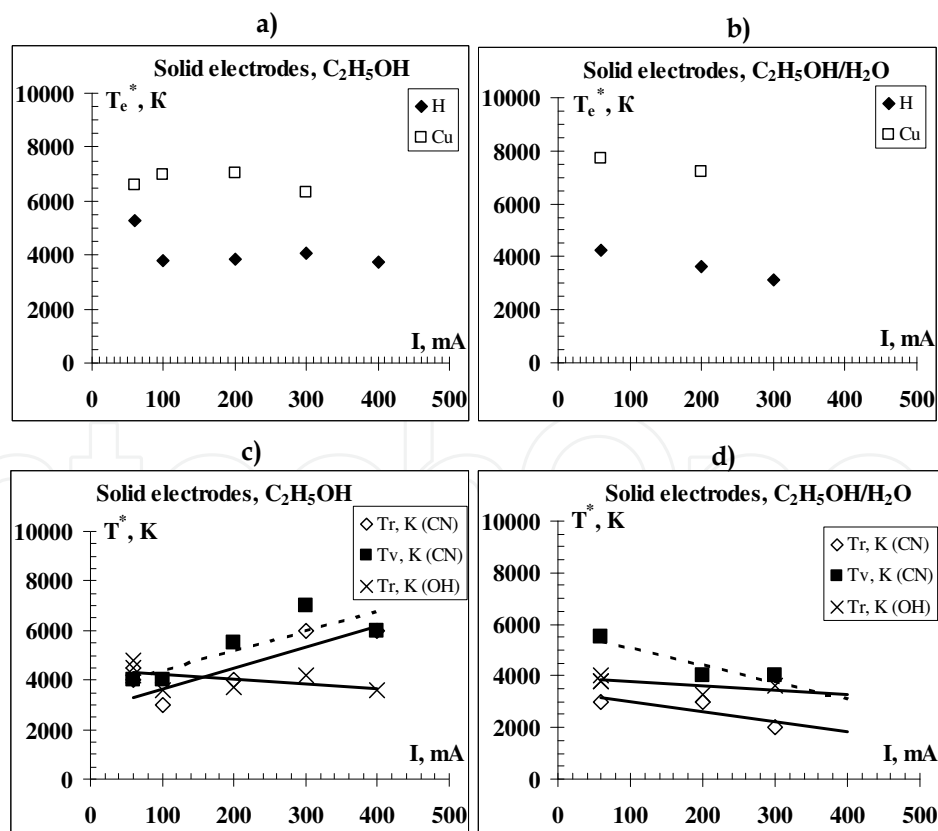 a)
Solid electrodes, C₂H₅OH
Tₑ*, К
H
Cu
10000
8000
6000
4000
2000
0
I, mA
0 100 200 300 400 500
b)
Solid electrodes, C₂H₅OH/H₂O
Tₑ*, К
H
Cu
10000
8000
6000
4000
2000
0
I, mA
0 100 200 300 400 500
c)
Solid electrodes, C₂H₅OH
T*, K
Tr, K (CN)
Tv, K (CN)
Tr, K (OH)
10000
8000
6000
4000
2000
0
I, mA
0 100 200 300 400 500
d)
Solid electrodes, C₂H₅OH/H₂O
T*, K
Tr, K (CN)
Tv, K (CN)
Tr, K (OH)
10000
8000
6000
4000
2000
0
I, mA
0 100 200 300 400 500